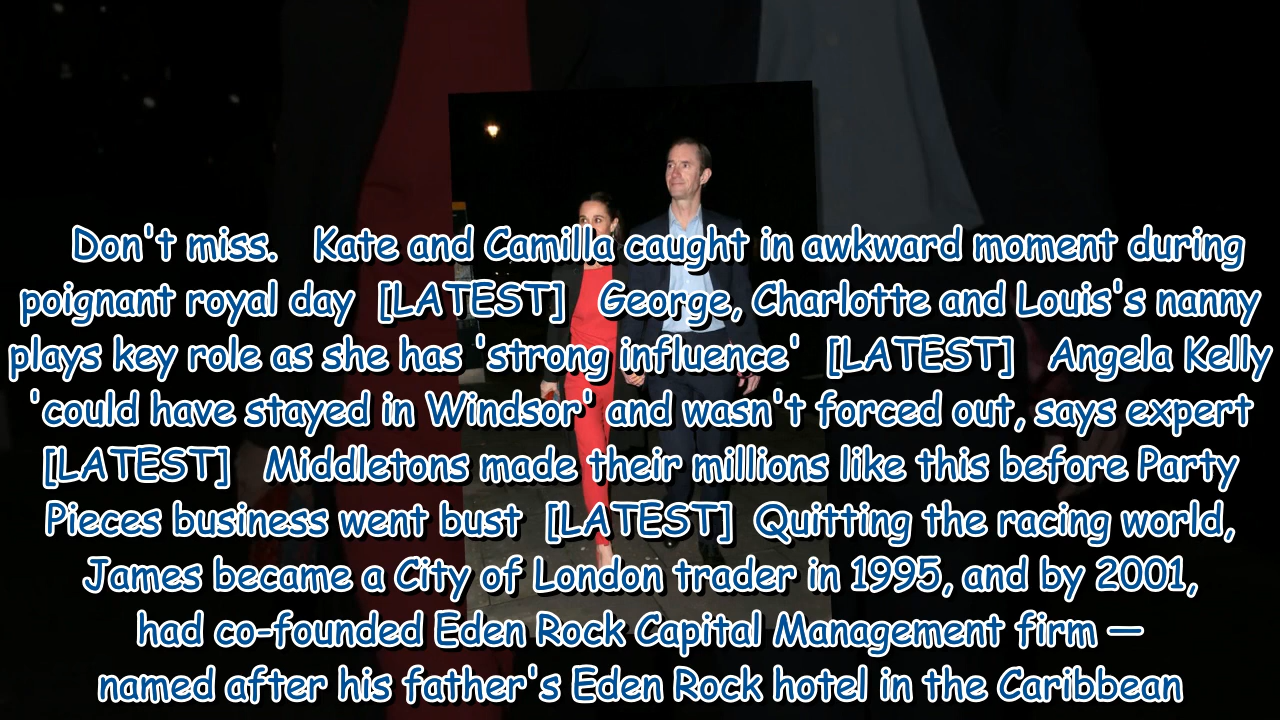 Don't miss. Kate and Camilla caught in awkward moment during
poignant royal day [LATEST] George, Charlotte and Louis's nanny
plays key role as she has 'strong influence' [LATEST] Angela Kelly
'could have stayed in Windsor' and wasn't forced out, says expert
[LATEST] Middletons made their millions like this before Party
Pieces business went bust [LATEST] Quitting the racing world,
James became a City of London trader in 1995, and by 2001,
had co-founded Eden Rock Capital Management firm —
named after his father's Eden Rock hotel in the Caribbean